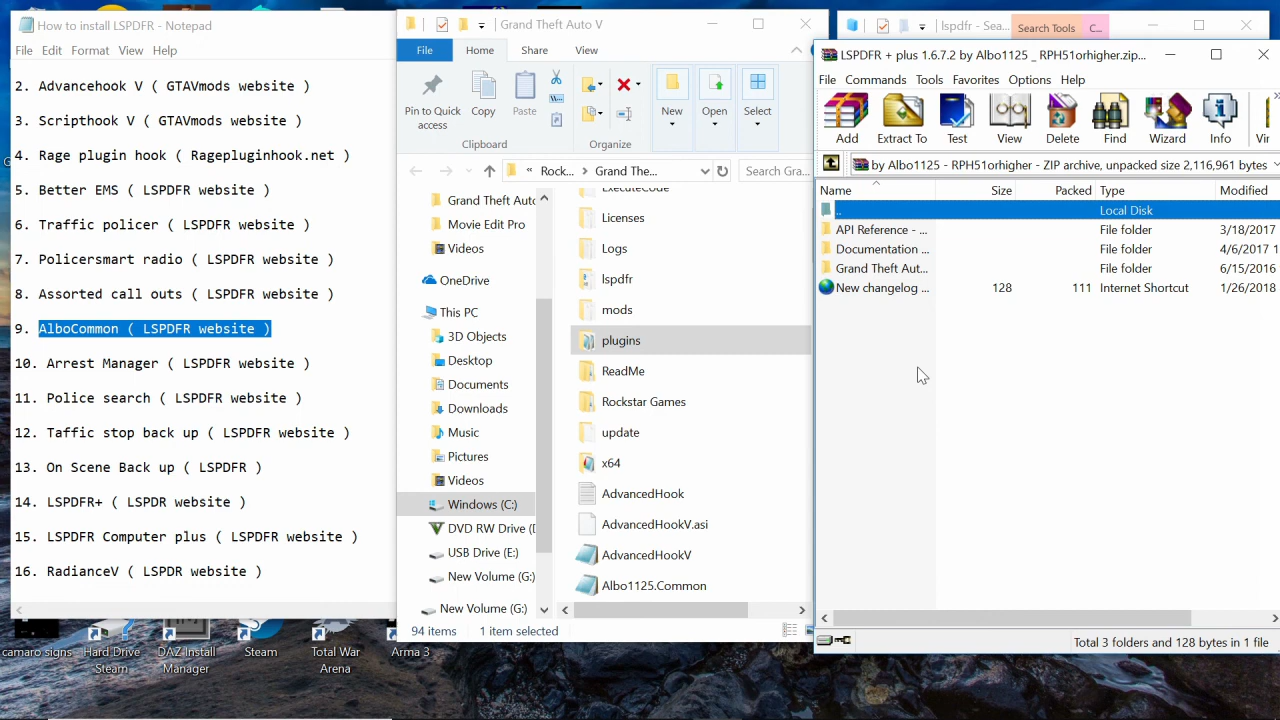 How to install LSPDFR - Notepad
File Edit Format View Help
2. Advancehook V ( GTAVmods website )
3. Scripthook V ( GTAVmods website )
4. Rage plugin hook ( Ragepluginhook.net )
5. Better EMS ( LSPDFR website )
6. Traffic policer ( LSPDFR website )
7. Policersmart radio ( LSPDFR website )
8. Assorted call outs ( LSPDFR website )
9. AlboCommon ( LSPDFR website )
10. Arrest Manager ( LSPDFR website )
11. Police search ( LSPDFR website )
12. Taffic stop back up ( LSPDFR website )
13. On Scene Back up ( LSPDFR )
14. LSPDFR+ ( LSPDR website )
15. LSPDFR Computer plus ( LSPDFR website )
16. RadianceV ( LSPDR website )
camaro signs
Hard Drive Steam
DAZ Install Manager
Steam
Total War Arena
Arma 3
Grand Theft Auto V
File Home Share View
Pin to Quick access
Copy
Paste
New
Open
Select
Clipboard
Organize
« Rock... > Grand The...
Search Gra...
Grand Theft Auto
Movie Edit Pro
Videos
OneDrive
This PC
3D Objects
Desktop
Documents
Downloads
Music
Pictures
Videos
Windows (C:)
DVD RW Drive (D
USB Drive (E:)
New Volume (G:)
New Volume (G:)
ExecuteCode
Licenses
Logs
lspdfr
mods
plugins
ReadMe
Rockstar Games
update
x64
AdvancedHook
AdvancedHookV.asi
AdvancedHookV
Albo1125.Common
94 items 1 item selected
lspdfr - Sea...
Search Tools
C...
LSPDFR + plus 1.6.7.2 by Albo1125 _ RPH51orhigher.zip...
File Commands Tools Favorites Options Help
Add Extract To Test View Delete Find Wizard Info Vir
by Albo1125 - RPH51orhigher - ZIP archive, unpacked size 2,116,961 bytes
Name Size Packed Type Modified
.. Local Disk
API Reference - ... File folder 3/18/2017
Documentation ... File folder 4/6/2017 1
Grand Theft Aut... File folder 6/15/2016
New changelog ... 128 111 Internet Shortcut 1/26/2018
Total 3 folders and 128 bytes in 1 file